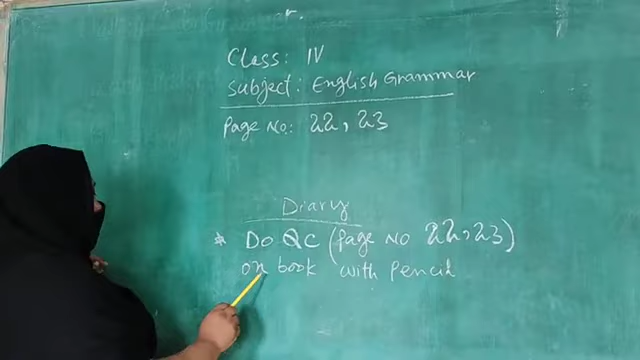 Class: IV
Subject: English Grammar
Page No: 22, 23
Diary
* Do QC (Page No 22, 23)
on book with Pencil